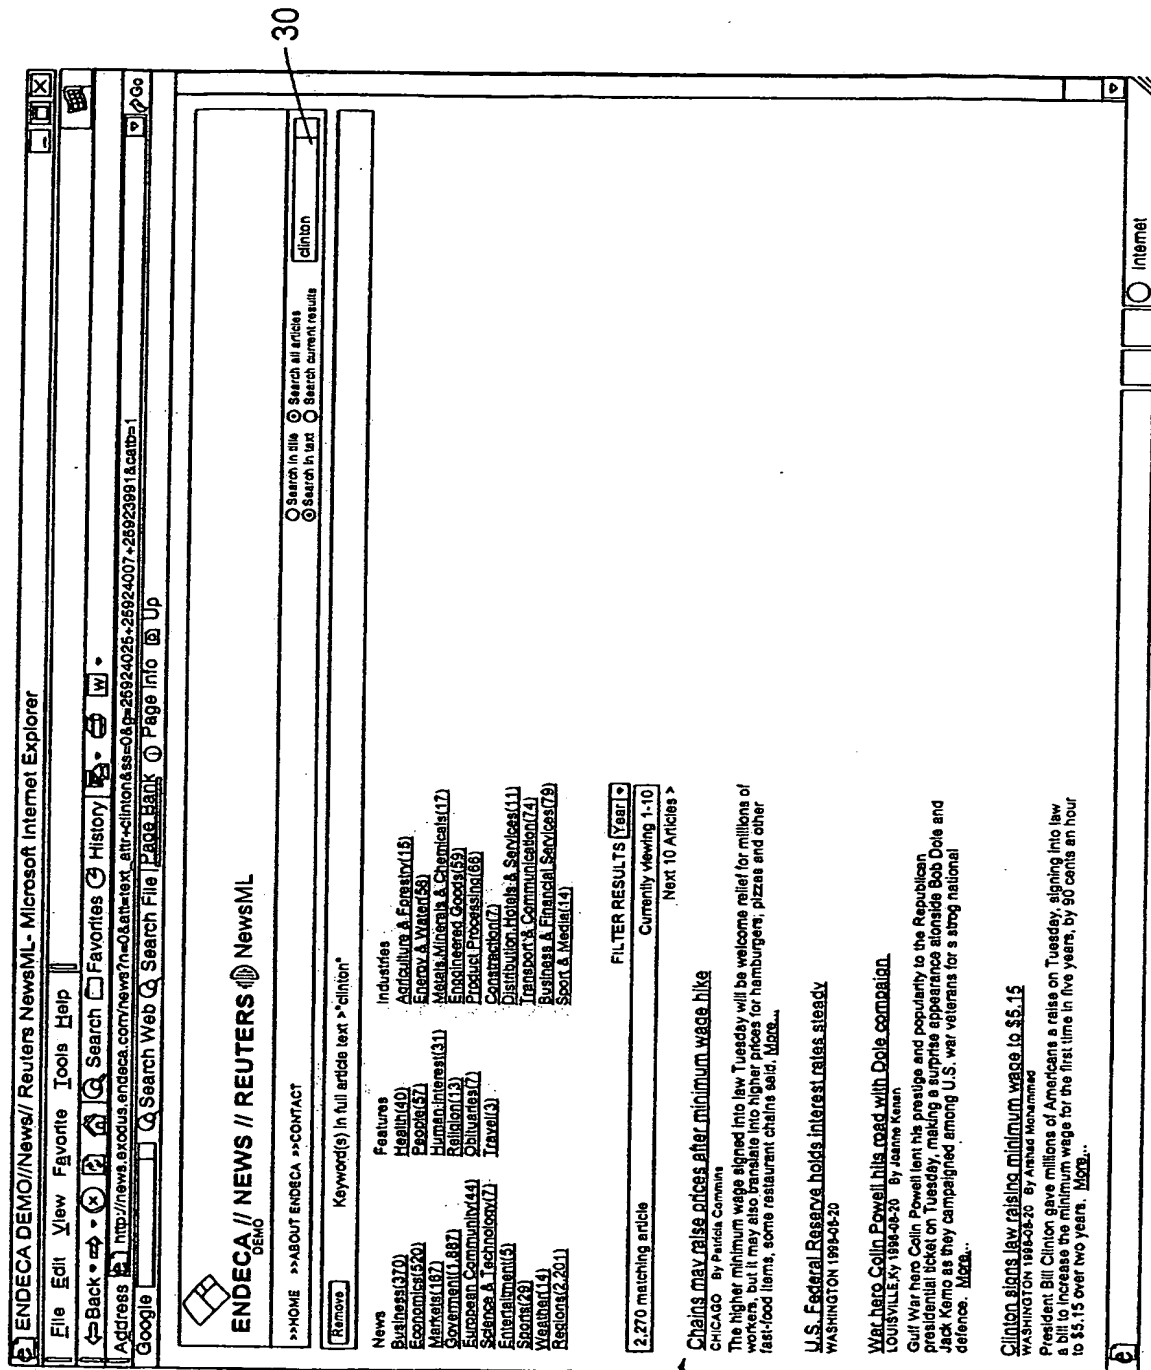 ENDECA DEMO//News// Reuters NewsML- Microsoft Internet Explorer
File Edit View Favorite Tools Help
Back Search Favorites History W
Address http://news.exodus.endeca.com/news?n=0&att=text_attr+clinton&ss=0&p=25924025+25924007+25923991&catb=1 Go
Google Search Web Search File Page Bank Page Info Up
ENDECA // NEWS // REUTERS NewsML
DEMO
>>HOME >>ABOUT ENDECA >>CONTACT
Search in title Search all articles
Search in text Search current results
clinton
30
Remove Keyword(s) in full article text >"clinton"
News
Business(370)
Economics(520)
Markets(167)
Goverment(1,887)
European Community(44)
Science & Technology(7)
Entertaitment(5)
Sports(29)
Weather(14)
Regions(2,201)
Features
Health(40)
People(57)
Human Interest(31)
Religion(13)
Obituaries(7)
Travel(3)
Industries
Agriculture & Forestry(15)
Energy & Water(58)
Metals,Minerals & Chemicals(17)
Engineered Goods(59)
Product Processing(66)
Constraction(7)
Distribution,Hotels & Services(11)
Transport & Communication(74)
Business & Financial Services(79)
Sport & Media(14)
FILTER RESULTS Year
2,270 matching article Currently viewing 1-10
Next 10 Articles >
Chains may raise prices after minimum wage hike
CHICAGO By Patricia Commins
The higher minimum wage signed into law Tuesday will be welcome relief for millions of
workers, but it may also translate into higher prices for hamburgers, pizzas and other
fast-food items, some restaurant chains said. More...
U.S. Federal Reserve holds interest rates steady
WASHINGTON 1996-08-20
War hero Colin Powell hits road with Dole compaign
LOUISVILLE,Ky 1996-08-20 By Joanne Kenan
Gulf War hero Colin Powell lent his prestige and popularity to the Republican
presidential ticket on Tuesday, making a surprise appearance alonside Bob Dole and
Jack Kemo as they campaigned among U.S. war veterans for s strog national
defence. More...
Clinton signs law raising minimum wage to $5.15
WASHINGTON 1996-08-20 By Arshad Mohammed
President Bill Clinton gave millions of Americans a raise on Tuesday, signing into law
a bill to increase the minimum wage for the first time in five years, by 90 cents an hour
to $5.15 over two years. More...
Internet